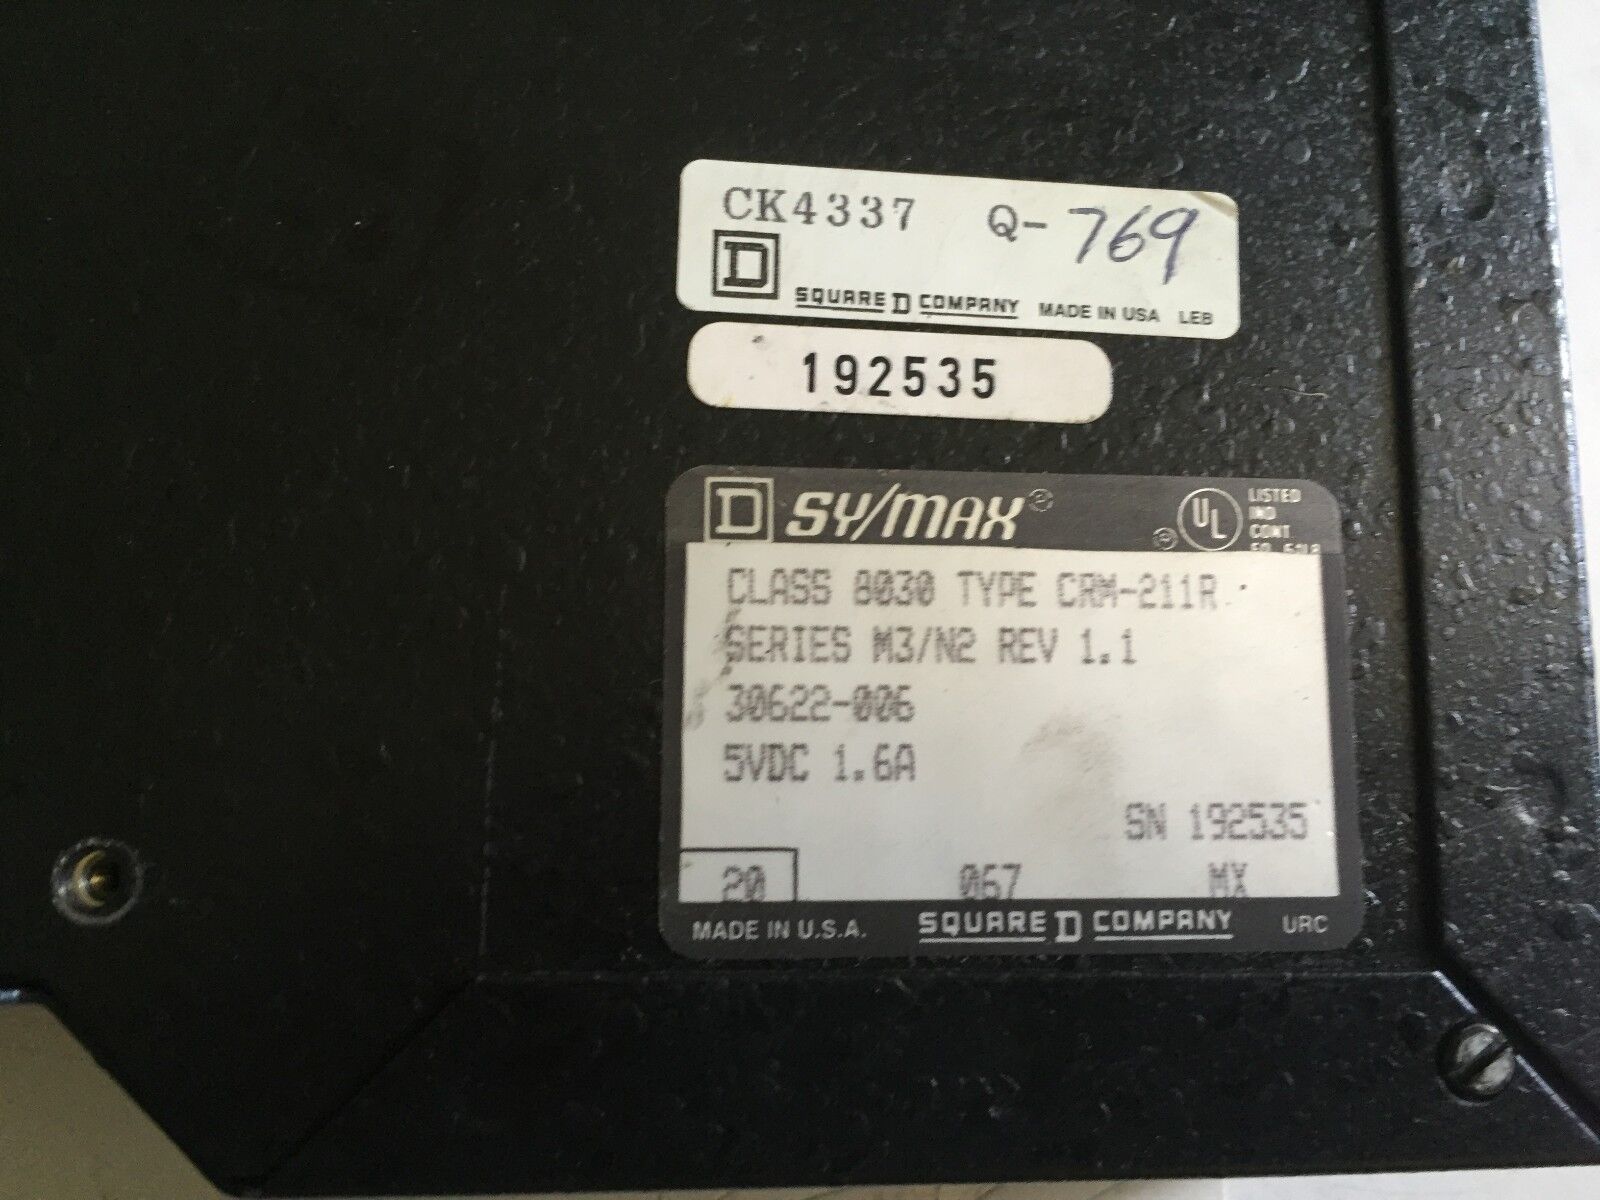 CK4337 Q-769
D SQUARE D COMPANY MADE IN USA LEB
192535
D SY/MAX® ® UL LISTED
IND
CONT
EQ
CLASS 8030 TYPE CRM-211R
SERIES M3/N2 REV 1.1
30622-006
5VDC 1.6A
SN 192535
20 067 MX
MADE IN U.S.A. SQUARE D COMPANY URC